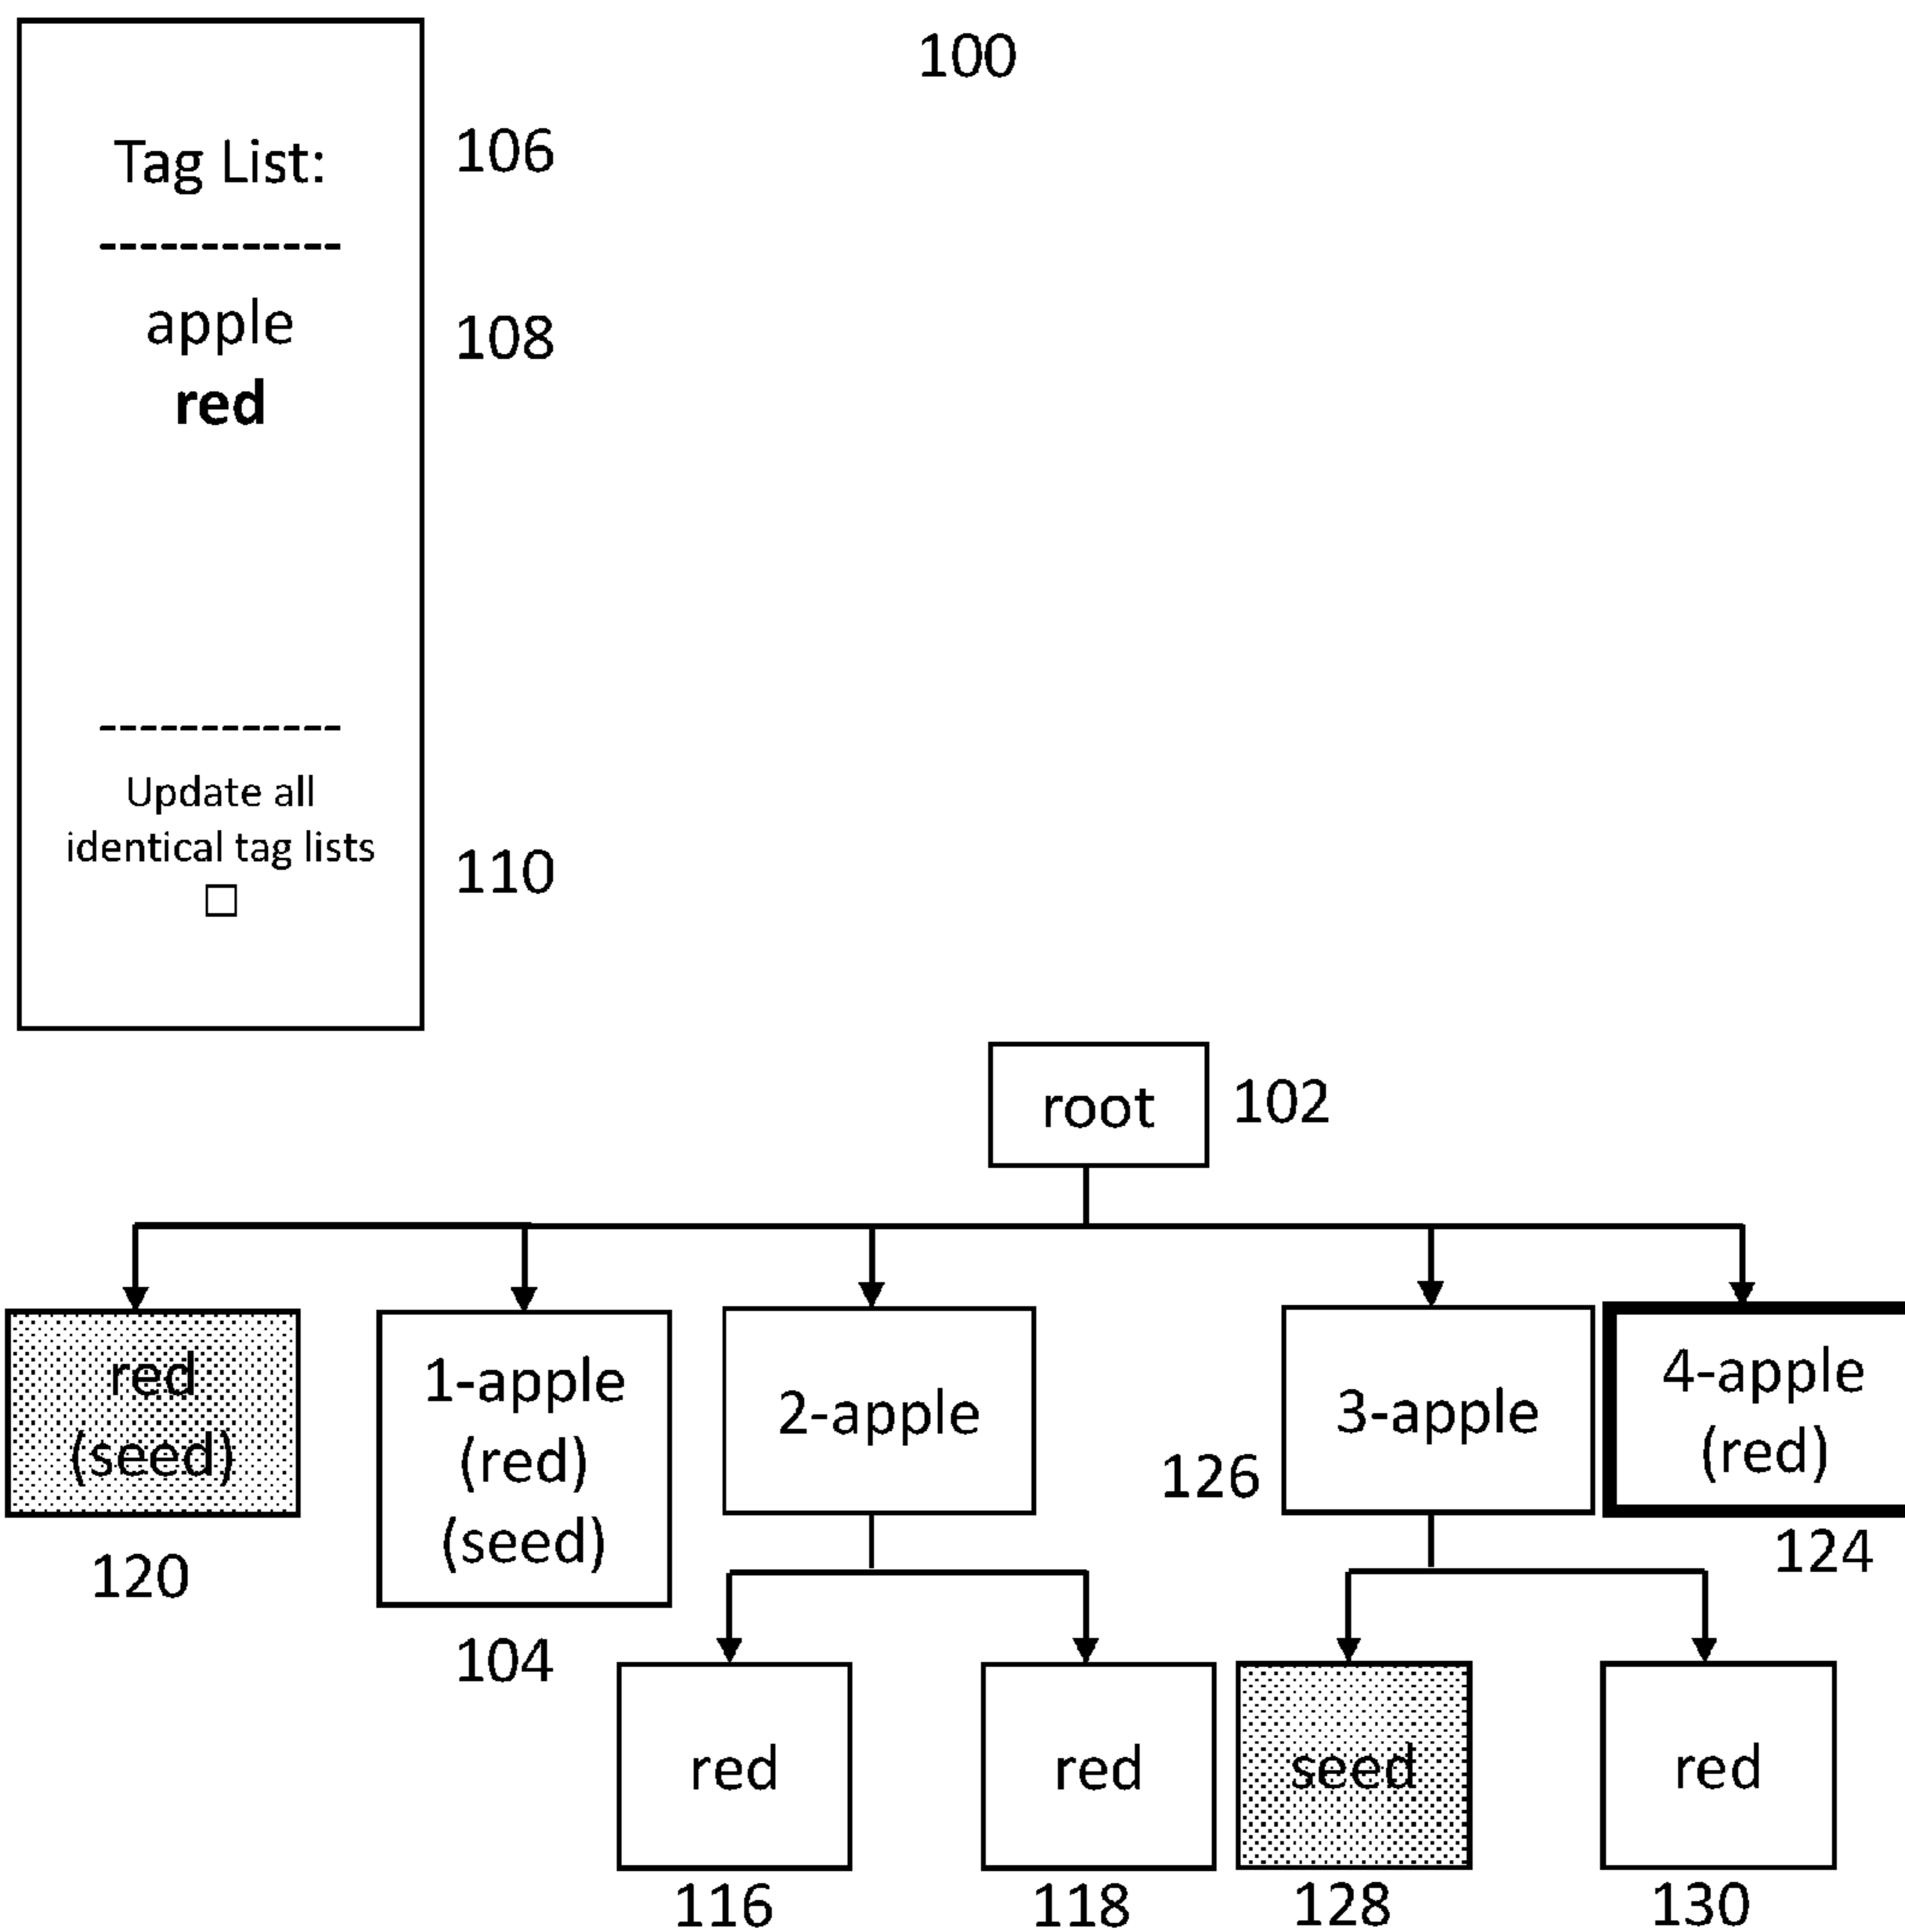 100
Tag List:
106
------------
apple
108
red
------------
Update all
identical tag lists
110
root
102
red
(seed)
120
1-apple
(red)
(seed)
104
2-apple
3-apple
126
4-apple
(red)
124
red
116
red
118
seed
128
red
130